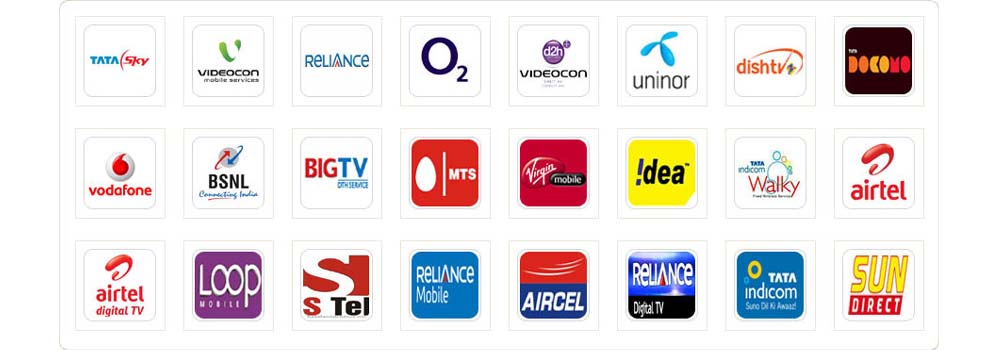 TATA Sky
VIDEOCON
mobile services
RELIANCE
O2
d2h
VIDEOCON
uninor
dishtv
TATA
DOCOMO
vodafone
BSNL
Connecting India
BIGTV
DTH SERVICE
MTS
Virgin
mobile
!dea
TATA
indicom
Walky
airtel
airtel
digital TV
LOOP
MOBILE
S
S Tel
RELIANCE
Mobile
AIRCEL
RELIANCE
Digital TV
TATA
indicom
Suno Dil Ki Awaaz!
SUN
DIRECT